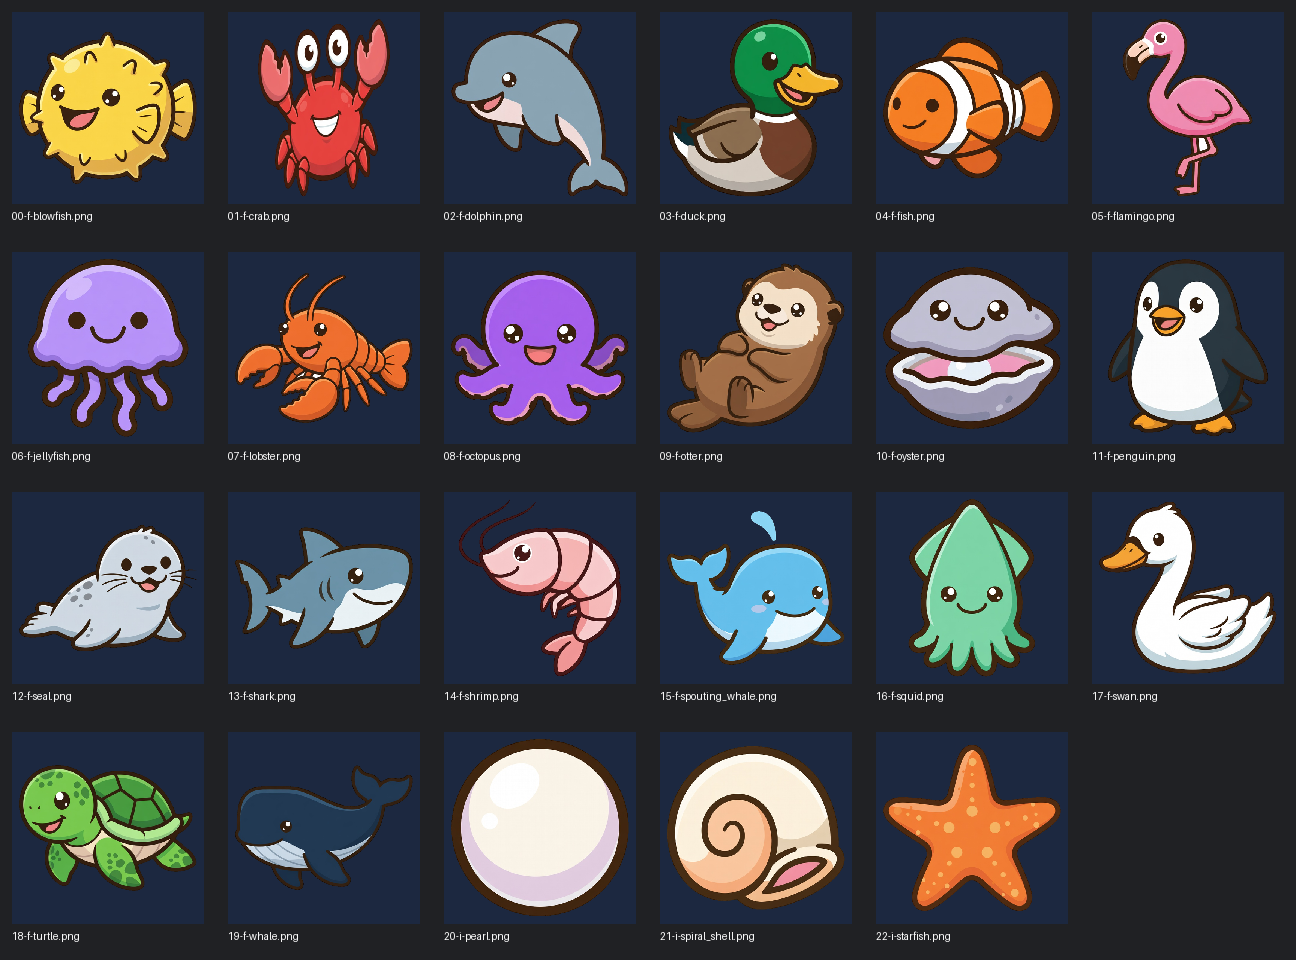 00-f-blowfish.png
01-f-crab.png
02-f-dolphin.png
03-f-duck.png
04-f-fish.png
05-f-flamingo.png
06-f-jellyfish.png
07-f-lobster.png
08-f-octopus.png
09-f-otter.png
10-f-oyster.png
11-f-penguin.png
12-f-seal.png
13-f-shark.png
14-f-shrimp.png
15-f-spouting_whale.png
16-f-squid.png
17-f-swan.png
18-f-turtle.png
19-f-whale.png
20-i-pearl.png
21-i-spiral_shell.png
22-i-starfish.png